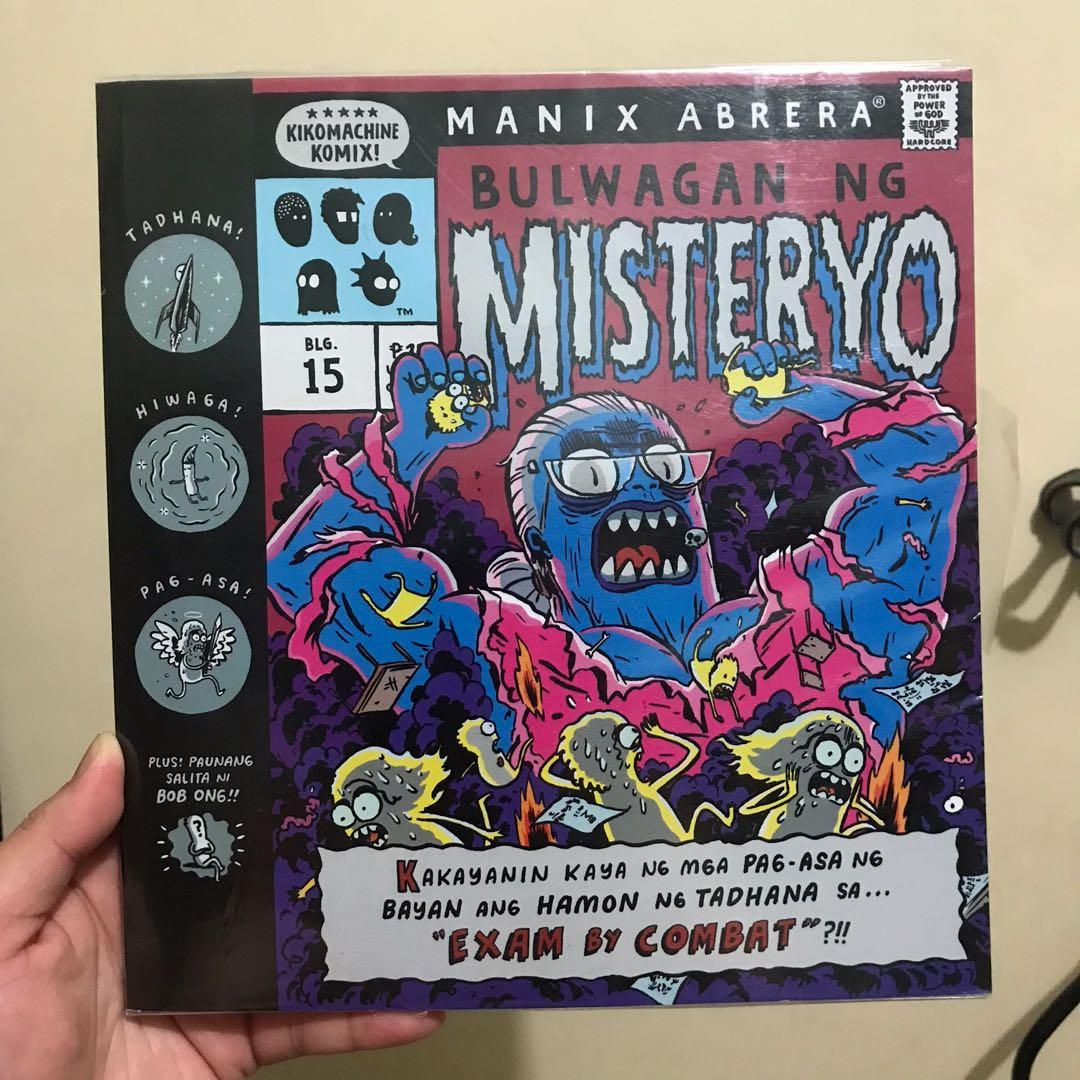 ★★★★★
KIKOMACHINE
KOMIX!
MANIX ABRERA®
APPROVED
BY THE
POWER
OF GOD
HARDCORE
BULWAGAN NG
MISTERYO
TM
BLG.
15
TADHANA!
HIWAGA!
PAG-ASA!
PLUS! PAUNANG
SALITA NI
BOB ONG!!
?
KAKAYANIN KAYA NG MGA PAG-ASA NG
BAYAN ANG HAMON NG TADHANA SA...
"EXAM BY COMBAT"?!!